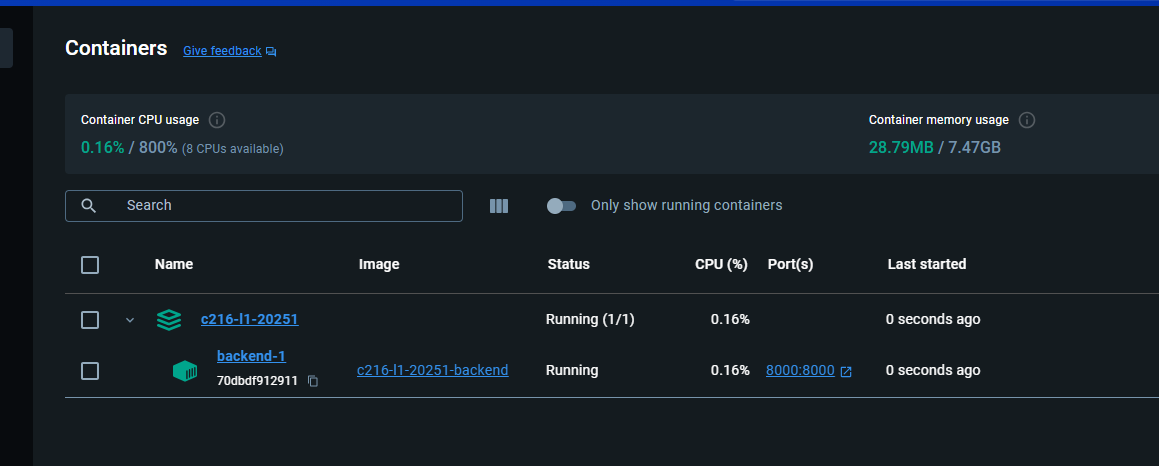 Containers Give feedback
Container CPU usage
0.16% / 800% (8 CPUs available)
Container memory usage
28.79MB / 7.47GB
Search
Only show running containers
Name Image Status CPU (%) Port(s) Last started
c216-l1-20251 Running (1/1) 0.16% 0 seconds ago
backend-1
70dbdf912911
c216-l1-20251-backend Running 0.16% 8000:8000 0 seconds ago